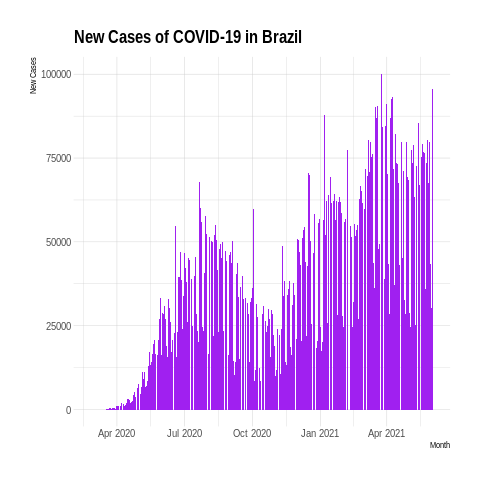 New Cases of COVID-19 in Brazil
New Cases
100000
75000
50000
25000
0
Apr 2020 Jul 2020 Oct 2020 Jan 2021 Apr 2021
Month